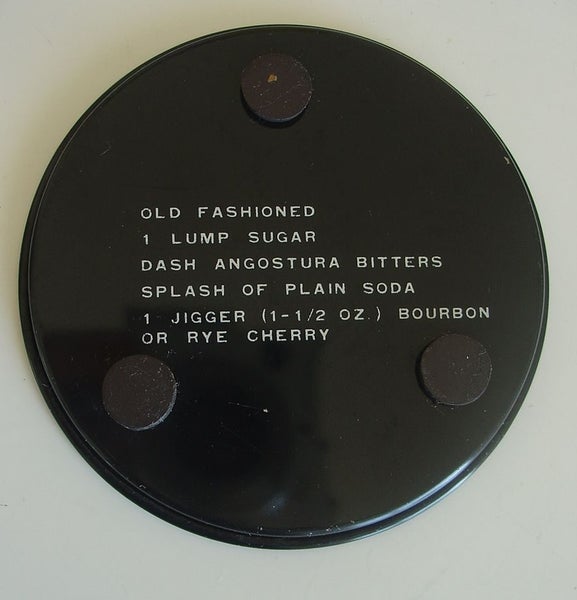 OLD FASHIONED
1 LUMP SUGAR
DASH ANGOSTURA BITTERS
SPLASH OF PLAIN SODA
1 JIGGER (1-1/2 OZ.) BOURBON
OR RYE CHERRY